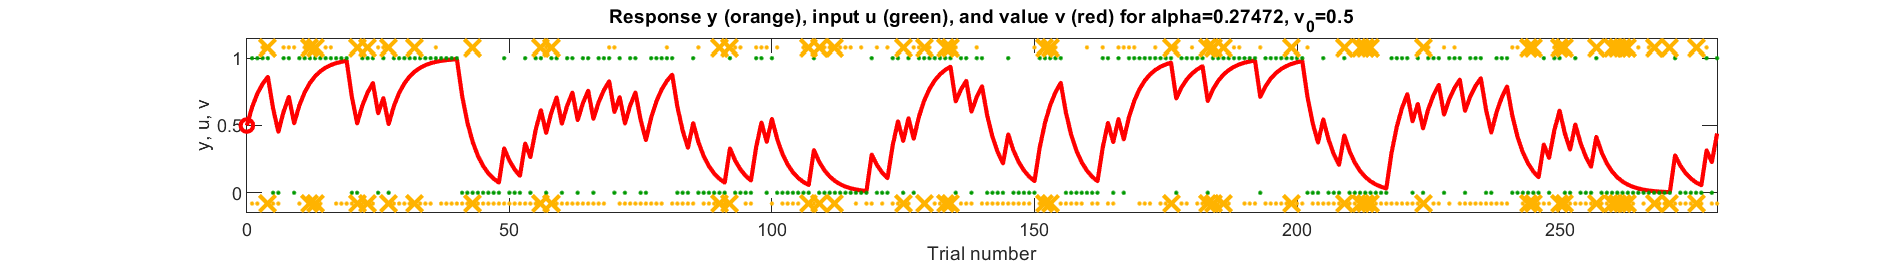 Response y (orange), input u (green), and value v (red) for alpha=0.27472, v0=0.5
y, u, v
1
0.5
0
0 50 100 150 200 250
Trial number